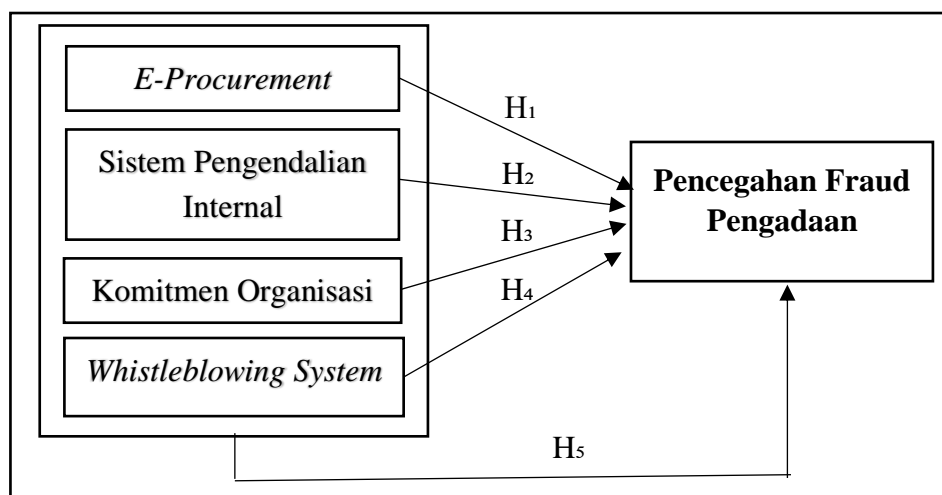 E-Procurement
Sistem Pengendalian
Internal
Komitmen Organisasi
Whistleblowing System
H₁
H₂
H₃
H₄
Pencegahan Fraud
Pengadaan
H₅